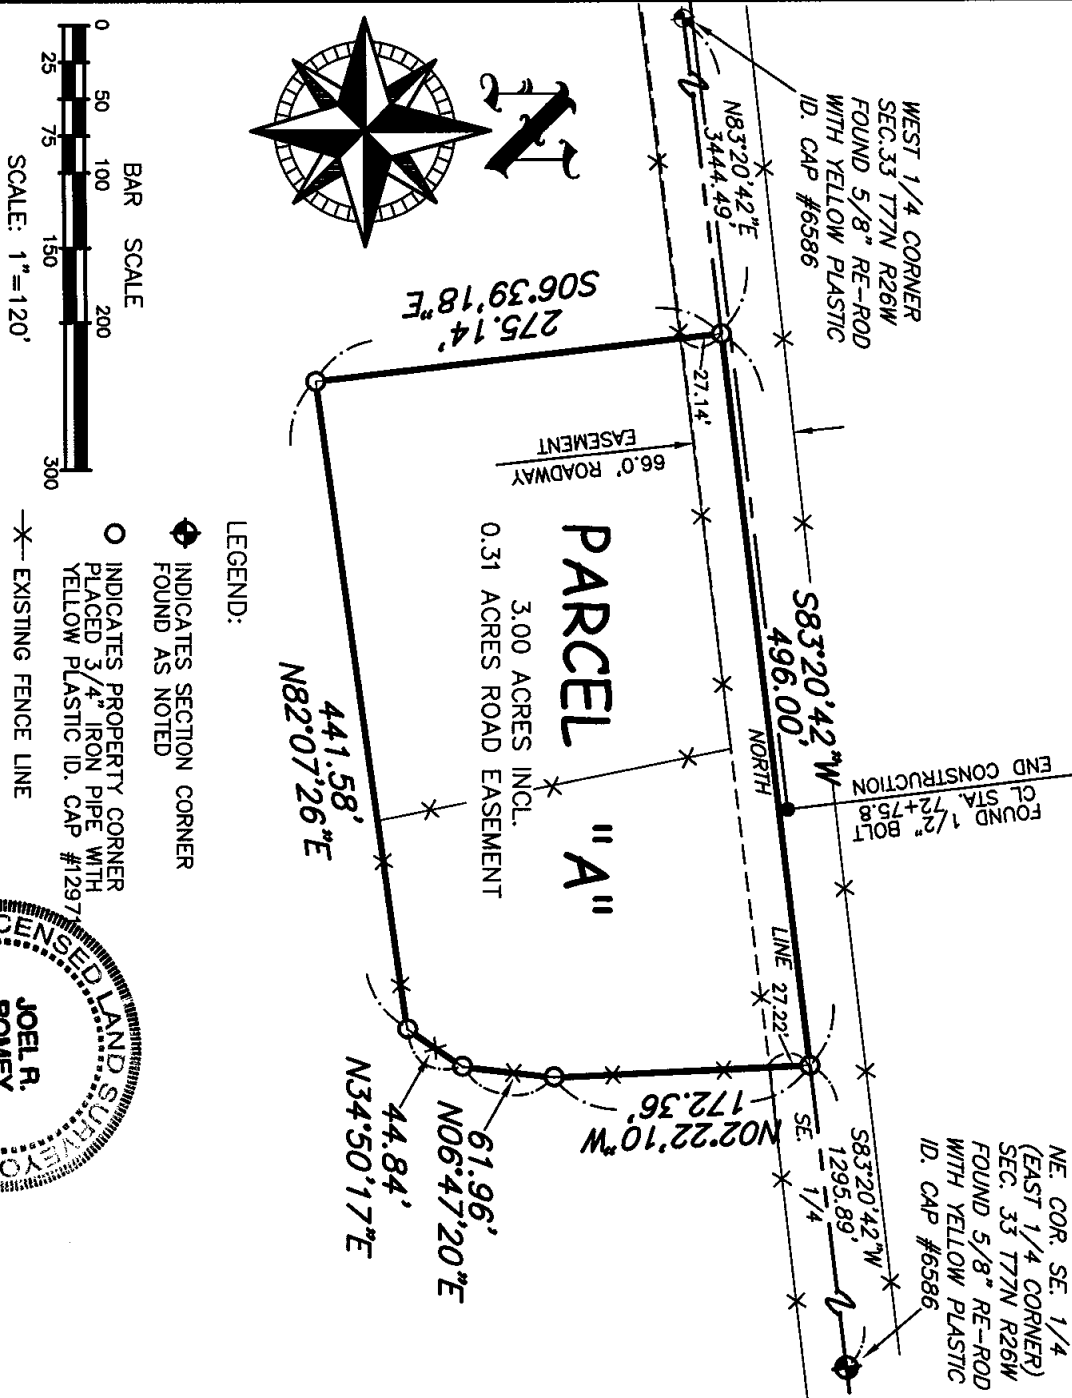 WEST 1/4 CORNER
SEC.33 T77N R26W
FOUND 5/8" RE-ROD
WITH YELLOW PLASTIC
ID. CAP #6586
N83°20'42"E
3444.49'
S83°20'42"W
496.00'
FOUND 1/2" BOLT
CL STA. 72+75.8
END CONSTRUCTION
NE. COR. SE. 1/4
(EAST 1/4 CORNER)
SEC. 33 T77N R26W
FOUND 5/8" RE-ROD
WITH YELLOW PLASTIC
ID. CAP #6586
S83°20'42"W
1295.89'
NORTH LINE SE. 1/4
27.14'
27.22'
66.0' ROADWAY
EASEMENT
N
S06°39'18"E
275.14'
PARCEL "A"
3.00 ACRES INCL.
0.31 ACRES ROAD EASEMENT
N02°22'10"W
172.36'
61.96'
N06°47'20"E
44.84'
N34°50'17"E
441.58'
N82°07'26"E
BAR SCALE
0 25 50 75 100 150 200 300
SCALE: 1"=120'
LEGEND:
INDICATES SECTION CORNER
FOUND AS NOTED
INDICATES PROPERTY CORNER
PLACED 3/4" IRON PIPE WITH
YELLOW PLASTIC ID. CAP #1297
EXISTING FENCE LINE
LAND
JOEL R.